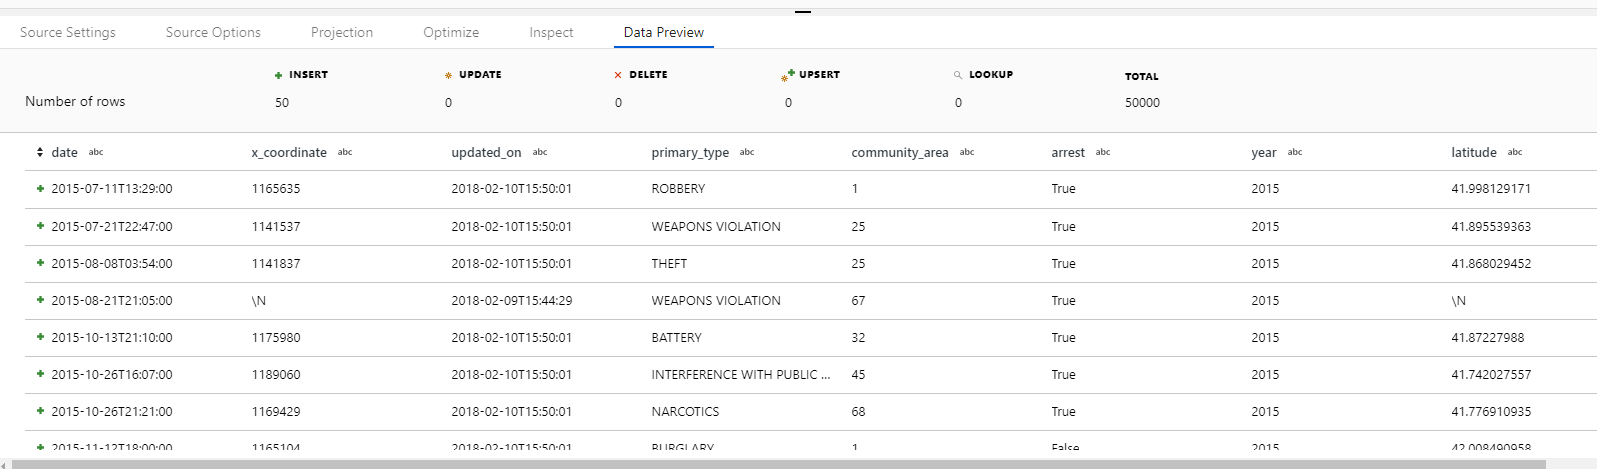 Source Settings Source Options Projection Optimize Inspect Data Preview
INSERT UPDATE DELETE UPSERT LOOKUP TOTAL
Number of rows 50 0 0 0 0 50000
date abc x_coordinate abc updated_on abc primary_type abc community_area abc arrest abc year abc latitude abc
2015-07-11T13:29:00 1165635 2018-02-10T15:50:01 ROBBERY 1 True 2015 41.998129171
2015-07-21T22:47:00 1141537 2018-02-10T15:50:01 WEAPONS VIOLATION 25 True 2015 41.895539363
2015-08-08T03:54:00 1141837 2018-02-10T15:50:01 THEFT 25 True 2015 41.868029452
2015-08-21T21:05:00 \N 2018-02-09T15:44:29 WEAPONS VIOLATION 67 True 2015 \N
2015-10-13T21:10:00 1175980 2018-02-10T15:50:01 BATTERY 32 True 2015 41.87227988
2015-10-26T16:07:00 1189060 2018-02-10T15:50:01 INTERFERENCE WITH PUBLIC ... 45 True 2015 41.742027557
2015-10-26T21:21:00 1169429 2018-02-10T15:50:01 NARCOTICS 68 True 2015 41.776910935
2015-11-12T18:00:00 1165104 2018-02-10T15:50:01 BURGLARY 1 False 2015 42.008490958